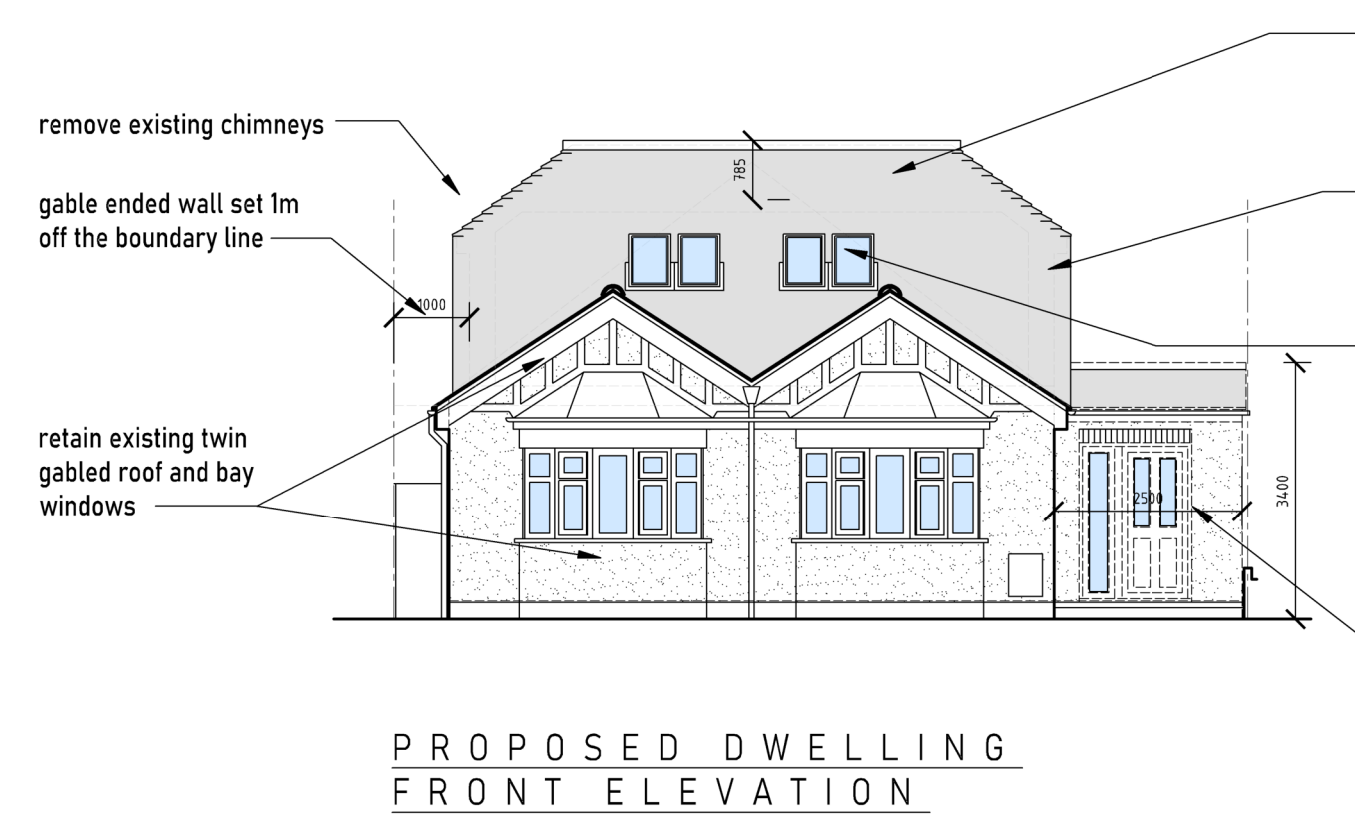 remove existing chimneys
785
gable ended wall set 1m
off the boundary line
1000
retain existing twin
gabled roof and bay
windows
2500
3400
PROPOSED DWELLING
FRONT ELEVATION